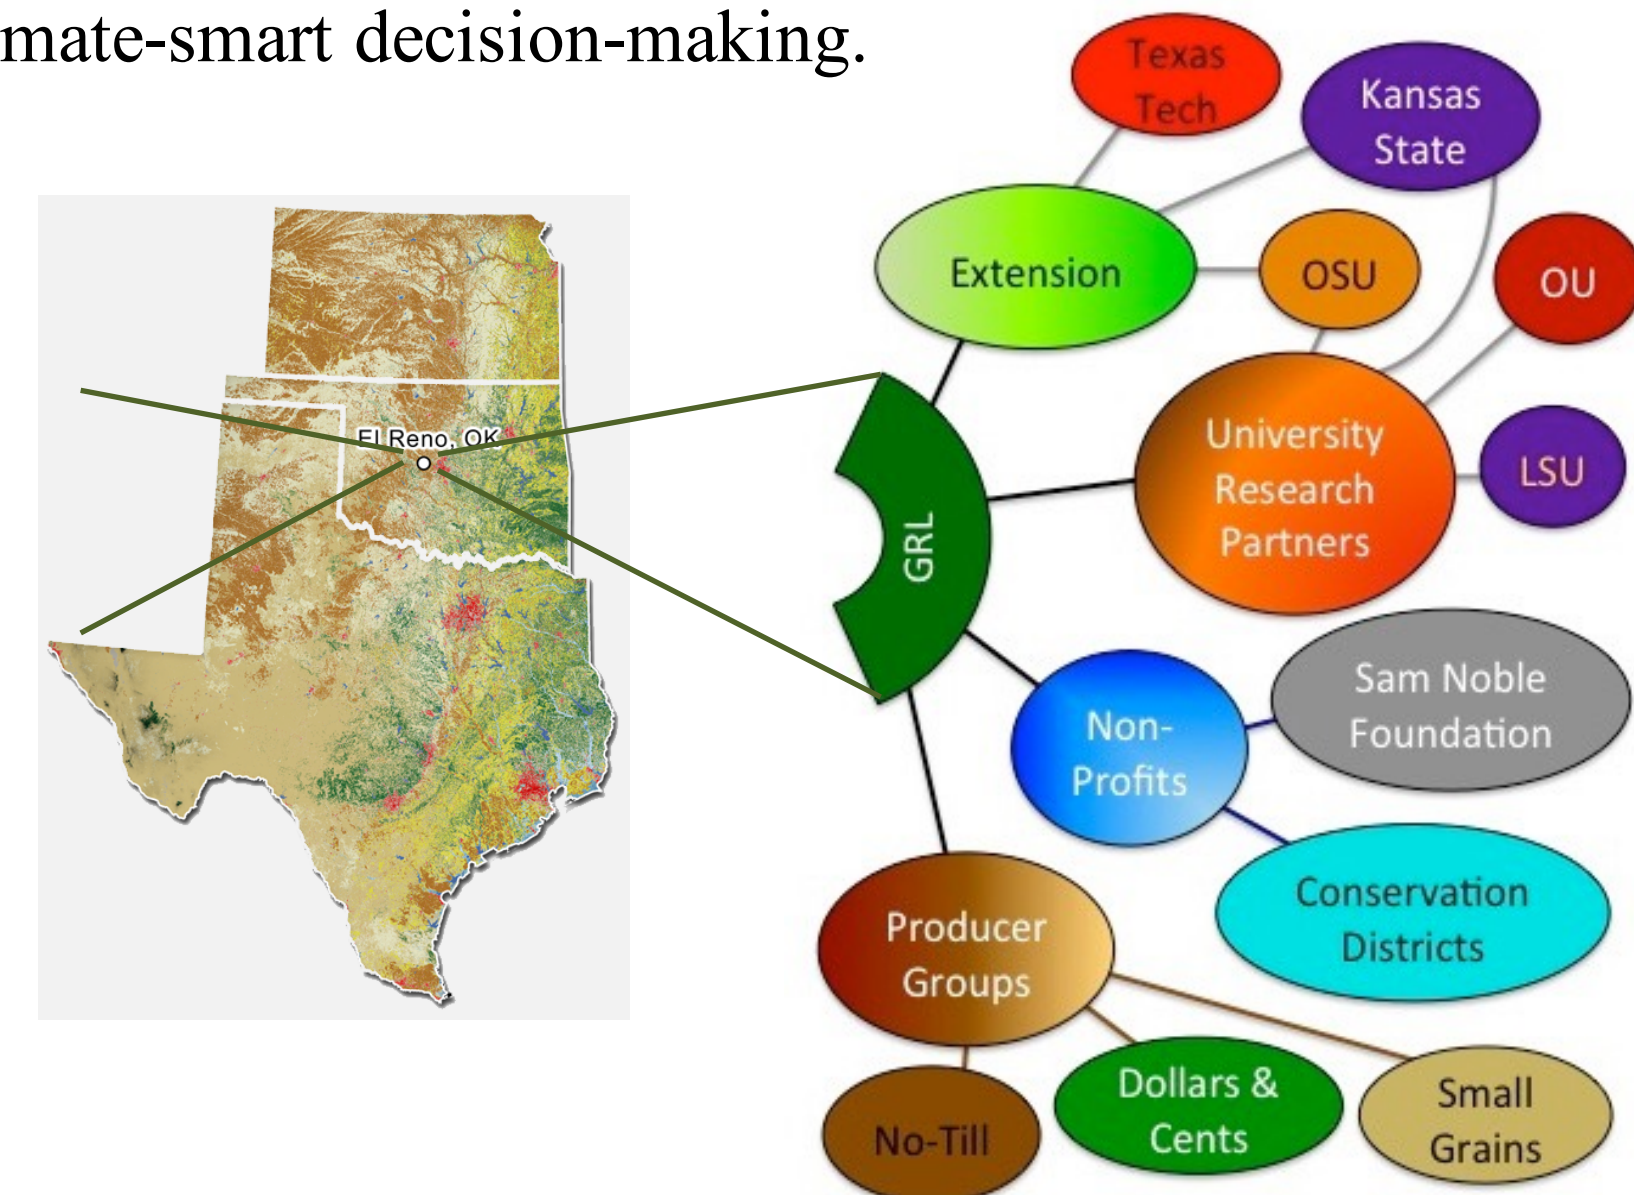 mate-smart decision-making.
El Reno, OK
Texas
Tech
Kansas
State
Extension
OSU
OU
GRL
University
Research
Partners
LSU
Non-
Profits
Sam Noble
Foundation
Conservation
Districts
Producer
Groups
No-Till
Dollars &
Cents
Small
Grains